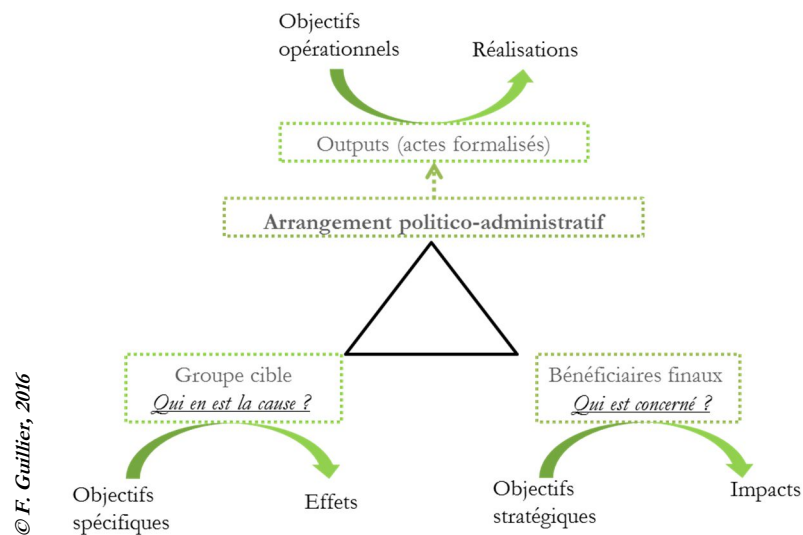 Objectifs
opérationnels
Réalisations
Outputs (actes formalisés)
Arrangement politico-administratif
Groupe cible
Qui en est la cause ?
Bénéficiaires finaux
Qui est concerné ?
Objectifs
spécifiques
Effets
Objectifs
stratégiques
Impacts
© F. Guillier, 2016